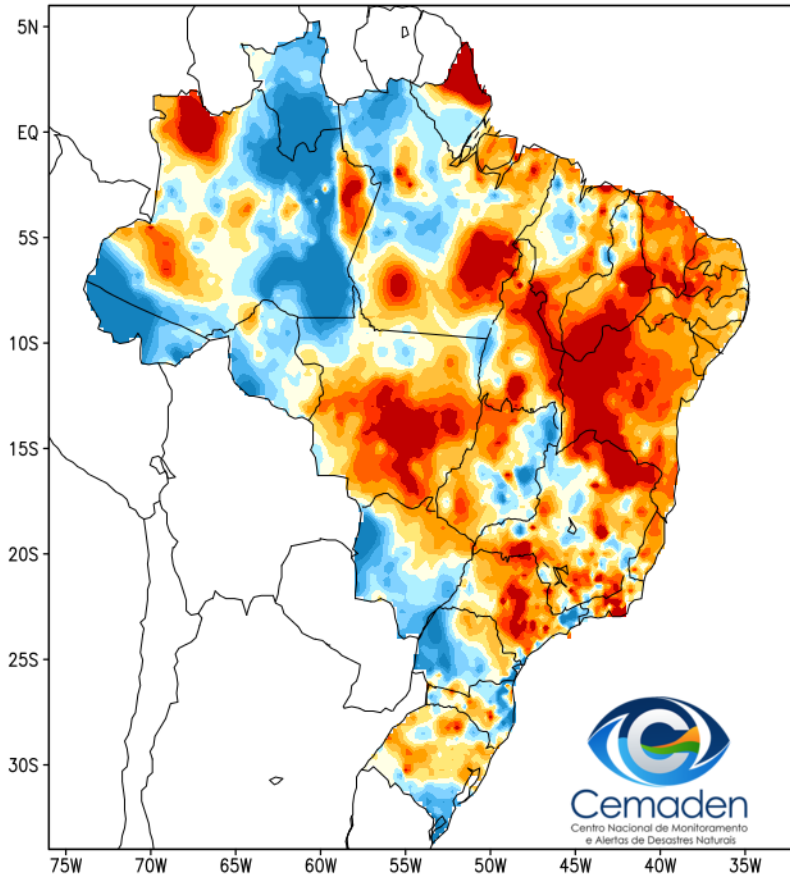 5N
EQ
5S
10S
15S
20S
25S
30S
Cemaden
Centro Nacional de Monitoramento
e Alertas de Desastres Naturais
75W 70W 65W 60W 55W 50W 45W 40W 35W